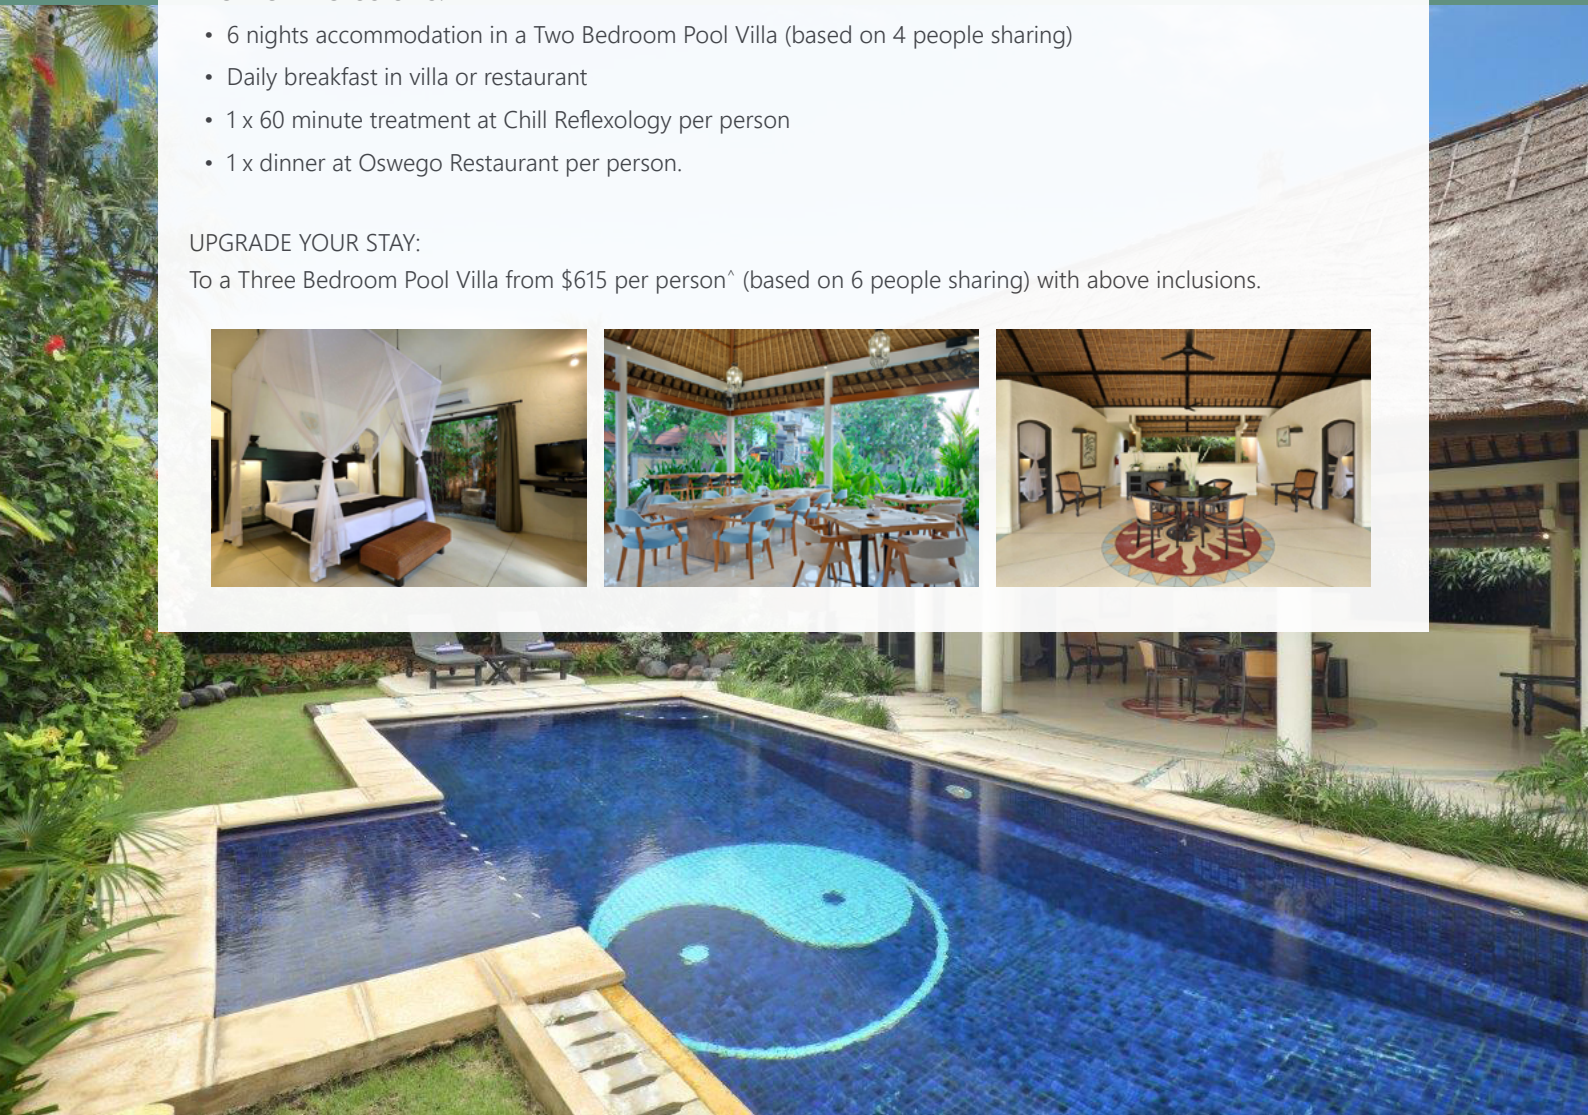 • 6 nights accommodation in a Two Bedroom Pool Villa (based on 4 people sharing)
• Daily breakfast in villa or restaurant
• 1 x 60 minute treatment at Chill Reflexology per person
• 1 x dinner at Oswego Restaurant per person.
UPGRADE YOUR STAY:
To a Three Bedroom Pool Villa from $615 per person^ (based on 6 people sharing) with above inclusions.